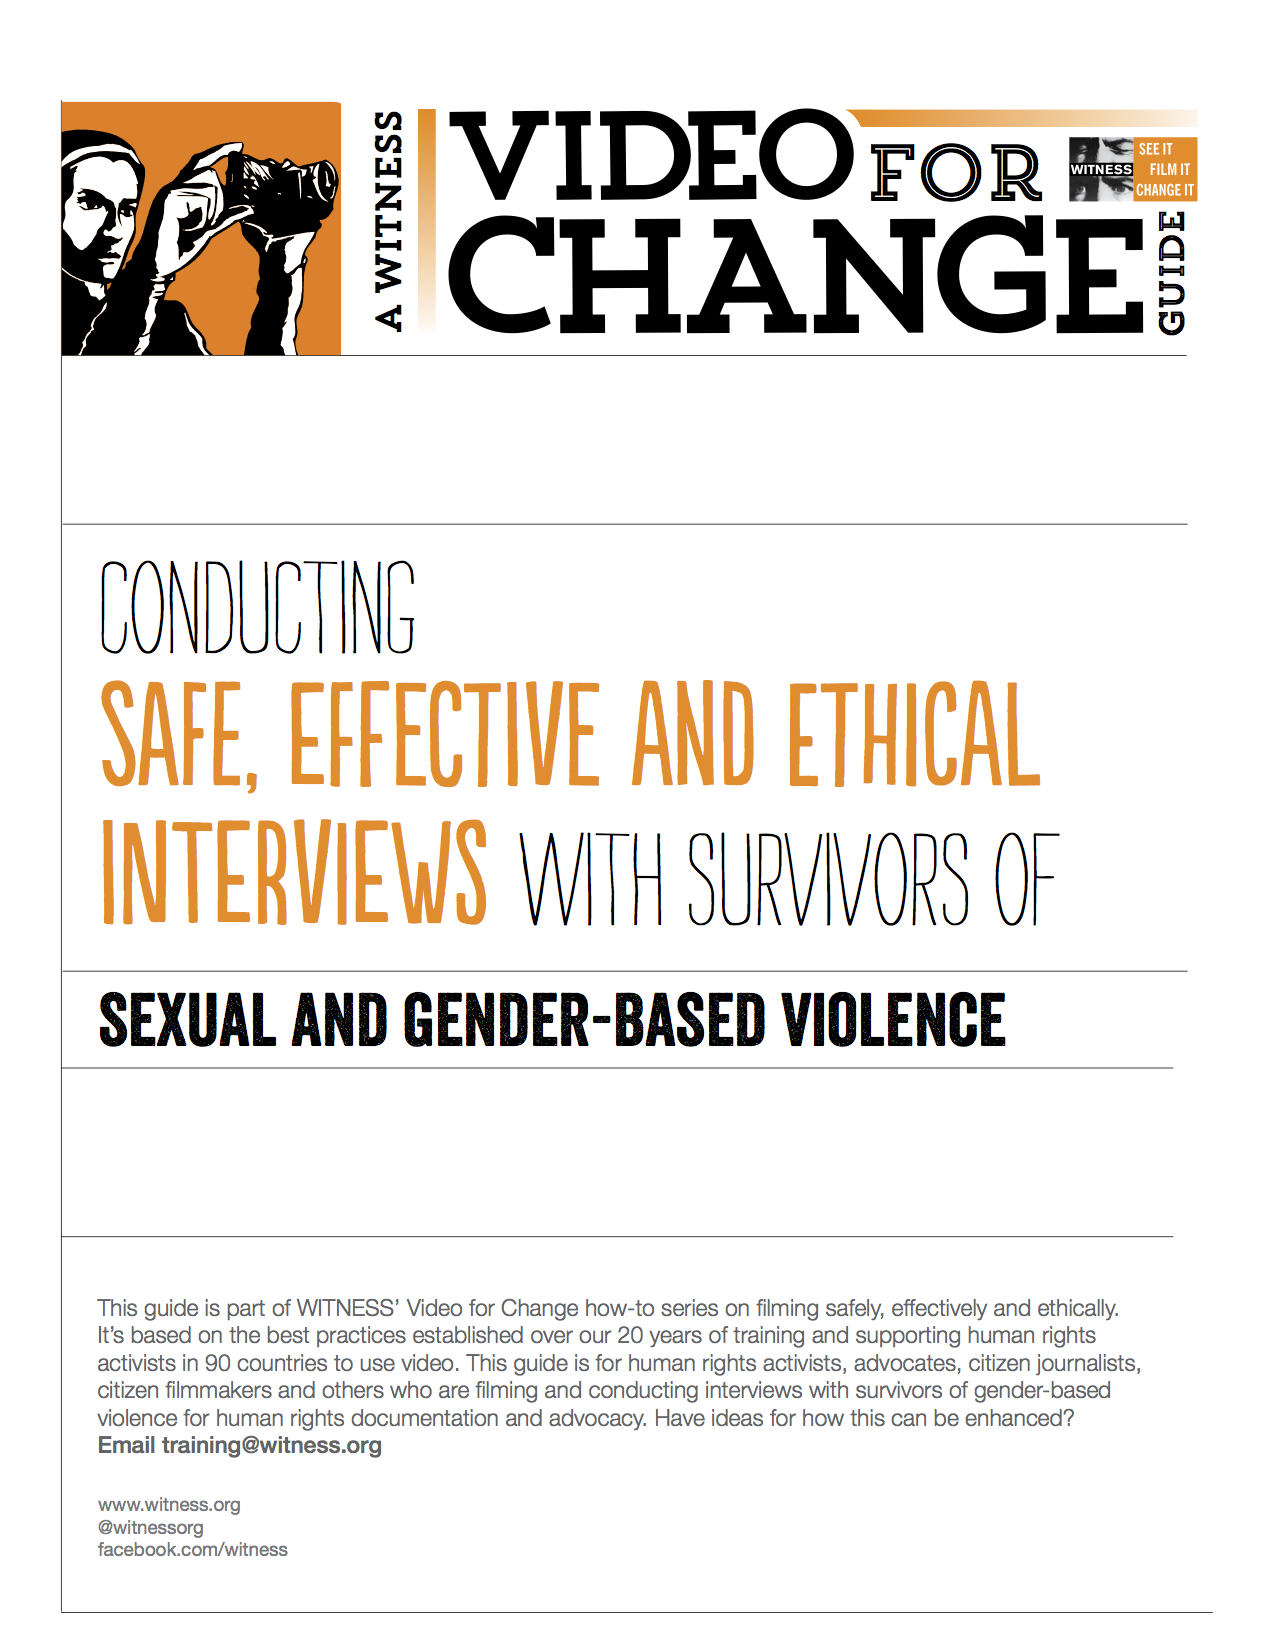 A WITNESS
VIDEO FOR
CHANGE
GUIDE
WITNESS
SEE IT
FILM IT
CHANGE IT
CONDUCTING
SAFE, EFFECTIVE AND ETHICAL
INTERVIEWS WITH SURVIVORS OF
SEXUAL AND GENDER-BASED VIOLENCE
This guide is part of WITNESS’ Video for Change how-to series on filming safely, effectively and ethically.
It’s based on the best practices established over our 20 years of training and supporting human rights
activists in 90 countries to use video. This guide is for human rights activists, advocates, citizen journalists,
citizen filmmakers and others who are filming and conducting interviews with survivors of gender-based
violence for human rights documentation and advocacy. Have ideas for how this can be enhanced?
Email training@witness.org
www.witness.org
@witnessorg
facebook.com/witness